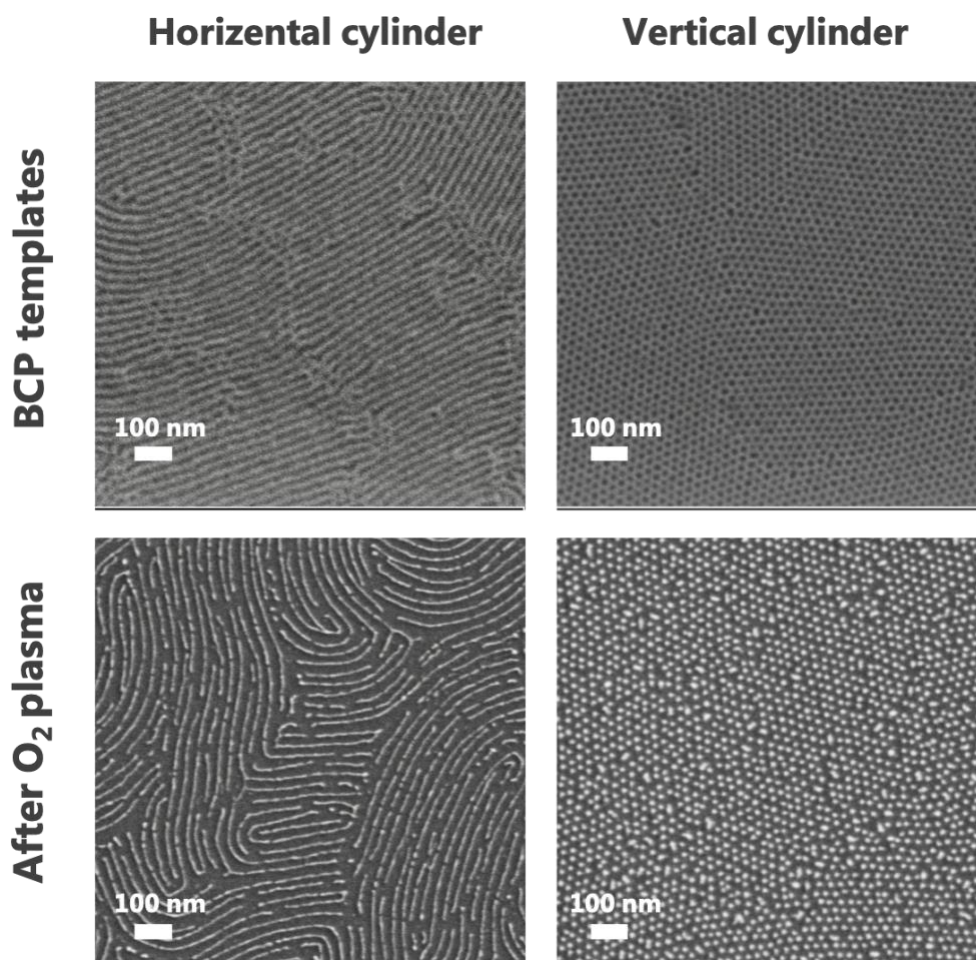 Horizental cylinder
Vertical cylinder
BCP templates
100 nm
100 nm
After O₂ plasma
100 nm
100 nm